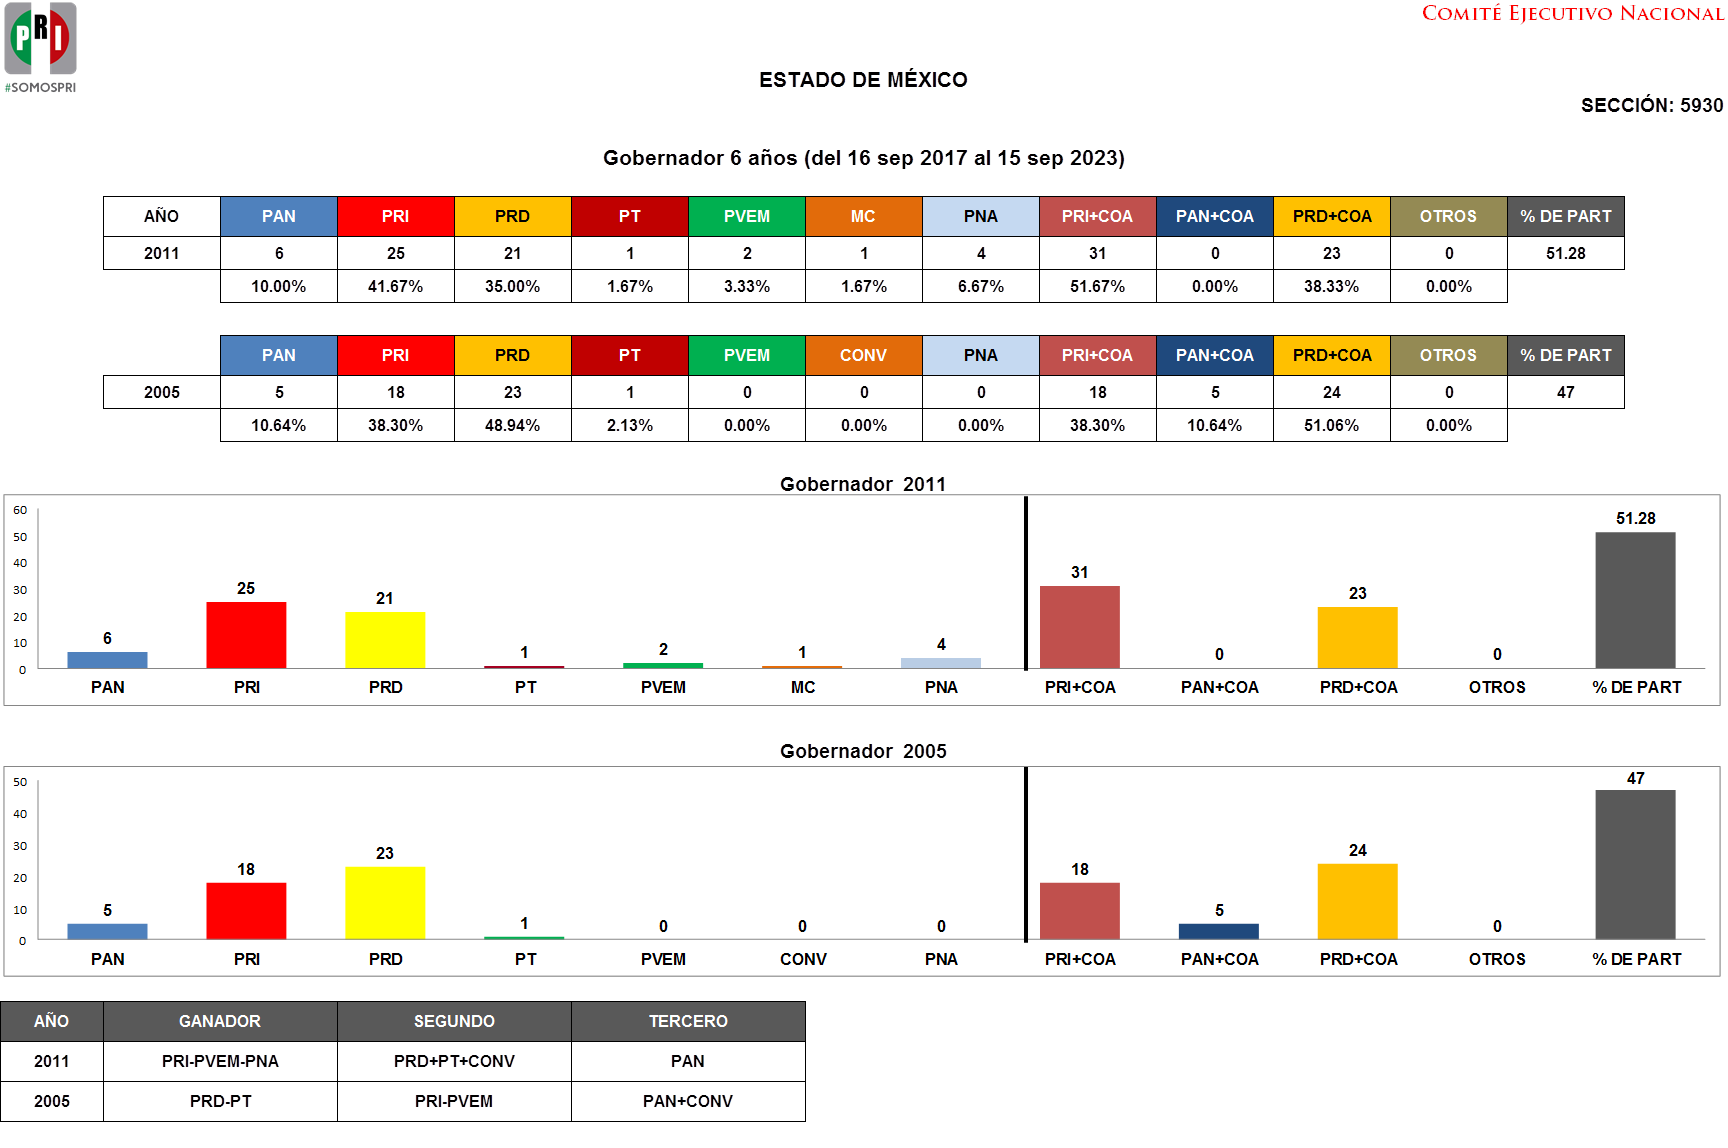 PRI
#SOMOSPRI
COMITÉ EJECUTIVO NACIONAL
ESTADO DE MÉXICO
SECCIÓN: 5930
Gobernador 6 años (del 16 sep 2017 al 15 sep 2023)
AÑO PAN PRI PRD PT PVEM MC PNA PRI+COA PAN+COA PRD+COA OTROS % DE PART
2011 6 25 21 1 2 1 4 31 0 23 0 51.28
10.00% 41.67% 35.00% 1.67% 3.33% 1.67% 6.67% 51.67% 0.00% 38.33% 0.00%
PAN PRI PRD PT PVEM CONV PNA PRI+COA PAN+COA PRD+COA OTROS % DE PART
2005 5 18 23 1 0 0 0 18 5 24 0 47
10.64% 38.30% 48.94% 2.13% 0.00% 0.00% 0.00% 38.30% 10.64% 51.06% 0.00%
Gobernador 2011
60
50
40
30
20
10
0
6 25 21 1 2 1 4 31 0 23 0 51.28
PAN PRI PRD PT PVEM MC PNA PRI+COA PAN+COA PRD+COA OTROS % DE PART
Gobernador 2005
50
40
30
20
10
0
5 18 23 1 0 0 0 18 5 24 0 47
PAN PRI PRD PT PVEM CONV PNA PRI+COA PAN+COA PRD+COA OTROS % DE PART
AÑO GANADOR SEGUNDO TERCERO
2011 PRI-PVEM-PNA PRD+PT+CONV PAN
2005 PRD-PT PRI-PVEM PAN+CONV